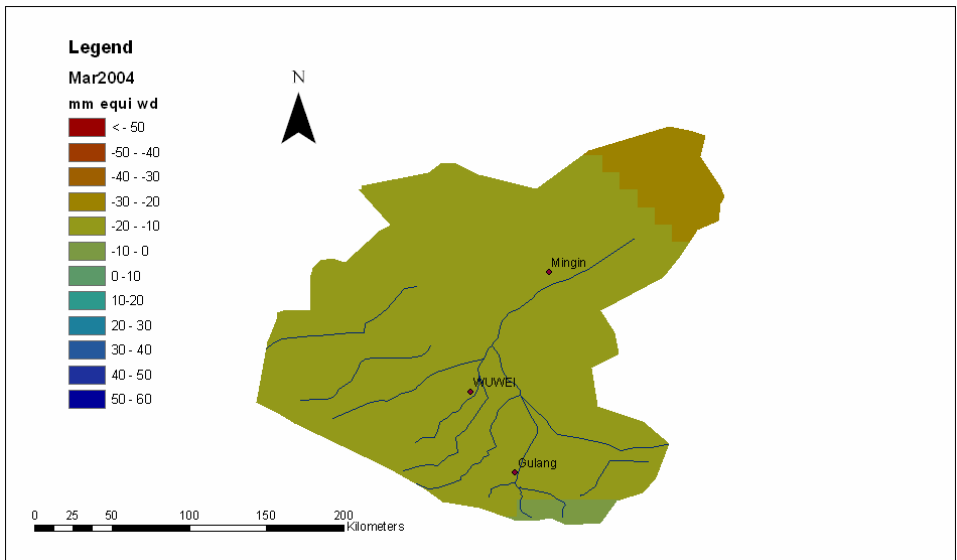 Legend
Mar2004
mm equi wd
< - 50
-50 - -40
-40 - -30
-30 - -20
-20 - -10
-10 - 0
0 -10
10-20
20 - 30
30 - 40
40 - 50
50 - 60
N
Mingin
WUWEI
Gulang
0 25 50 100 150 200
Kilometers